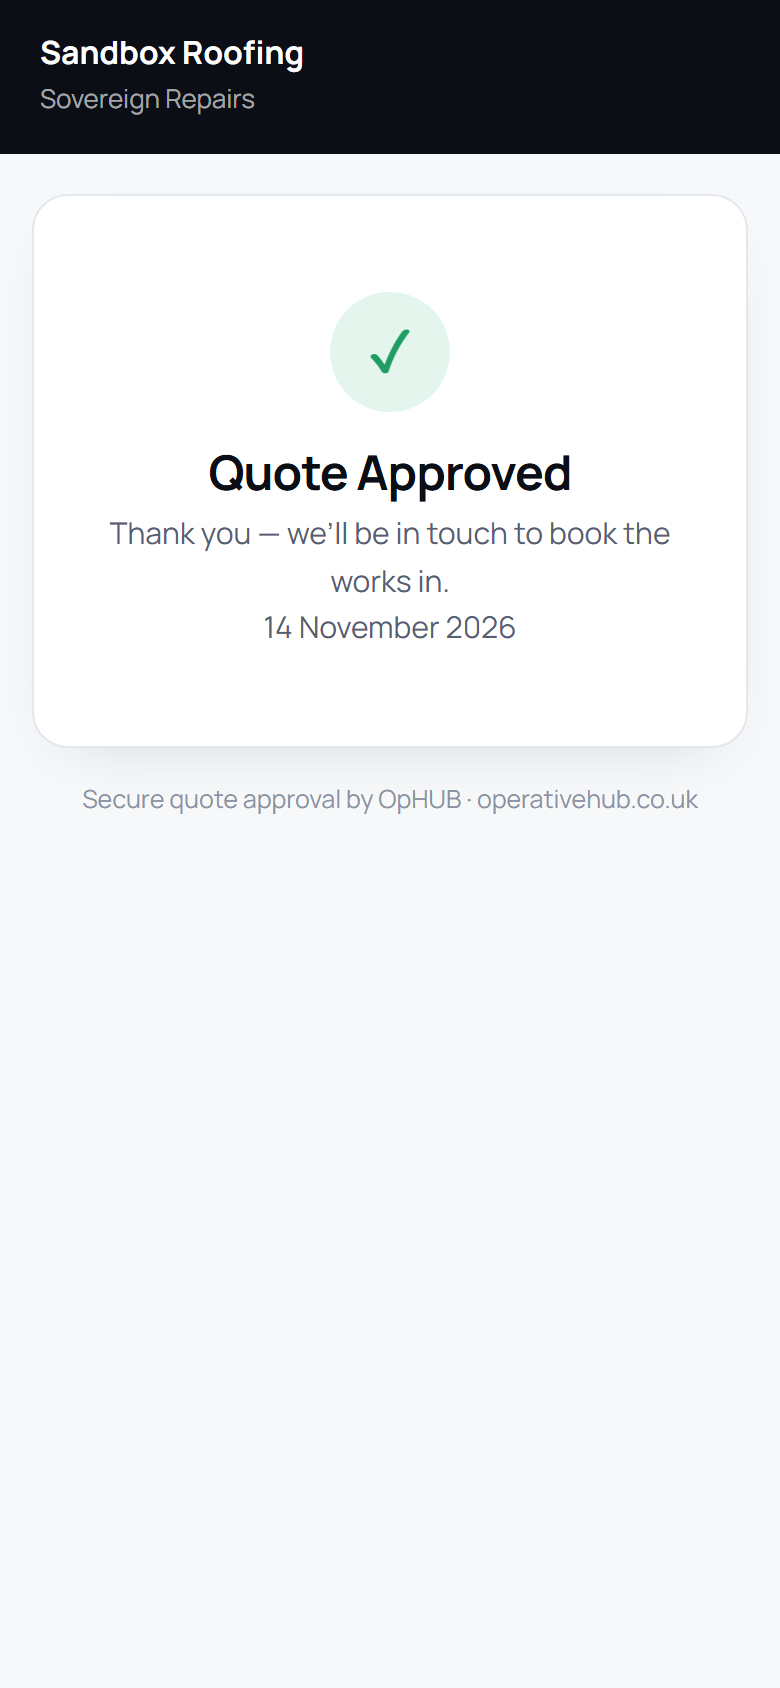 Sandbox Roofing
Sovereign Repairs
✓
Quote Approved
Thank you — we’ll be in touch to book the
works in.
14 November 2026
Secure quote approval by OpHUB · operativehub.co.uk